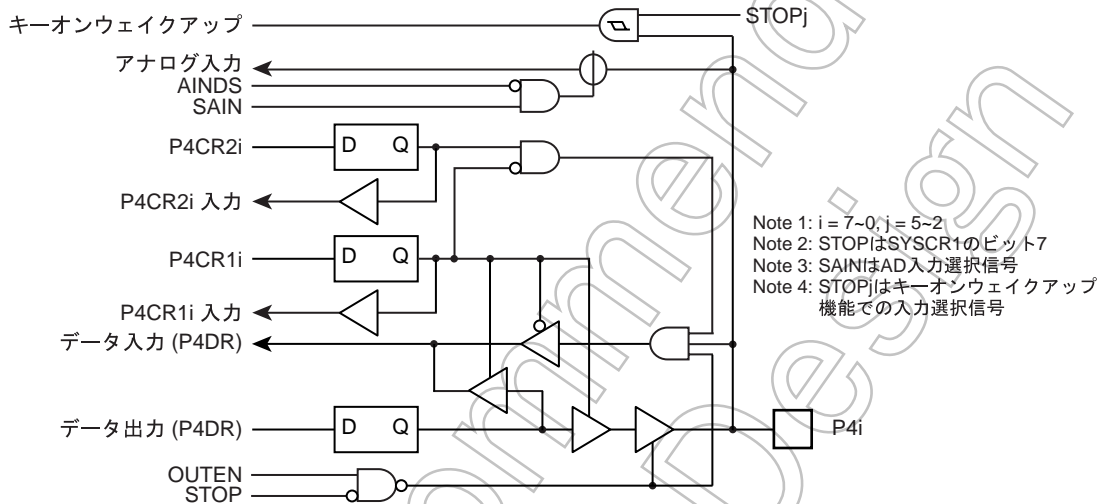 キーオンウェイクアップ
STOPj
アナログ入力
AINDS
SAIN
P4CR2i
D Q
P4CR2i 入力
P4CR1i
D Q
P4CR1i 入力
データ入力 (P4DR)
データ出力 (P4DR)
D Q
P4i
OUTEN
STOP
Note 1: i = 7~0, j = 5~2
Note 2: STOPはSYSCR1のビット7
Note 3: SAINはAD入力選択信号
Note 4: STOPjはキーオンウェイクアップ
機能での入力選択信号
ommend
Design